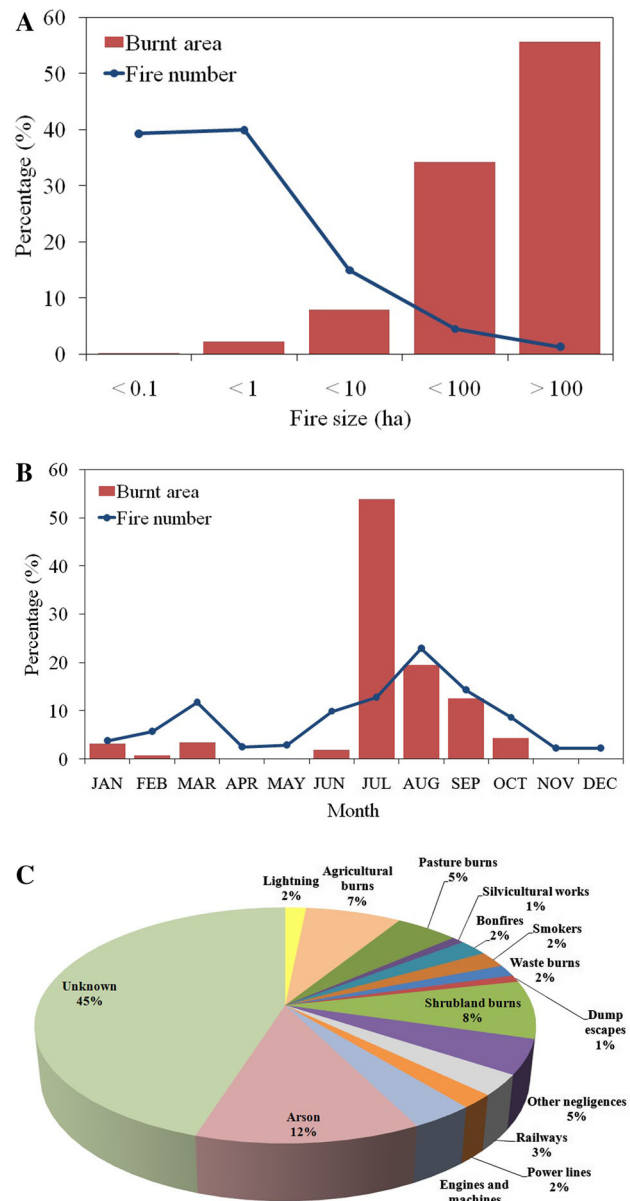 A
60
50
40
30
20
10
0
Percentage (%)
Burnt area
Fire number
< 0.1
< 1
< 10
< 100
> 100
Fire size (ha)
B
60
50
40
30
20
10
0
Percentage (%)
Burnt area
Fire number
JAN FEB MAR APR MAY JUN JUL AUG SEP OCT NOV DEC
Month
C
Lightning
2%
Agricultural
burns
7%
Pasture burns
5%
Silvicultural works
1%
Bonfires
2%
Smokers
2%
Waste burns
2%
Dump
escapes
1%
Shrubland burns
8%
Other negligences
5%
Railways
3%
Power lines
2%
Engines and
machines
Arson
12%
Unknown
45%